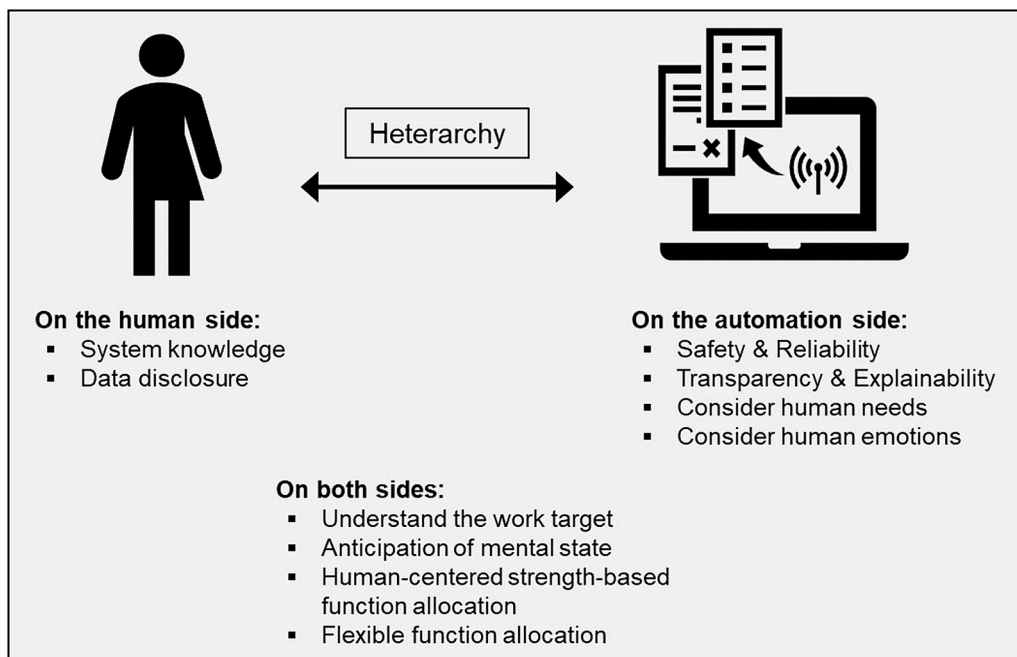 Heterarchy
On the human side:
▪ System knowledge
▪ Data disclosure
On the automation side:
▪ Safety & Reliability
▪ Transparency & Explainability
▪ Consider human needs
▪ Consider human emotions
On both sides:
▪ Understand the work target
▪ Anticipation of mental state
▪ Human-centered strength-based
function allocation
▪ Flexible function allocation